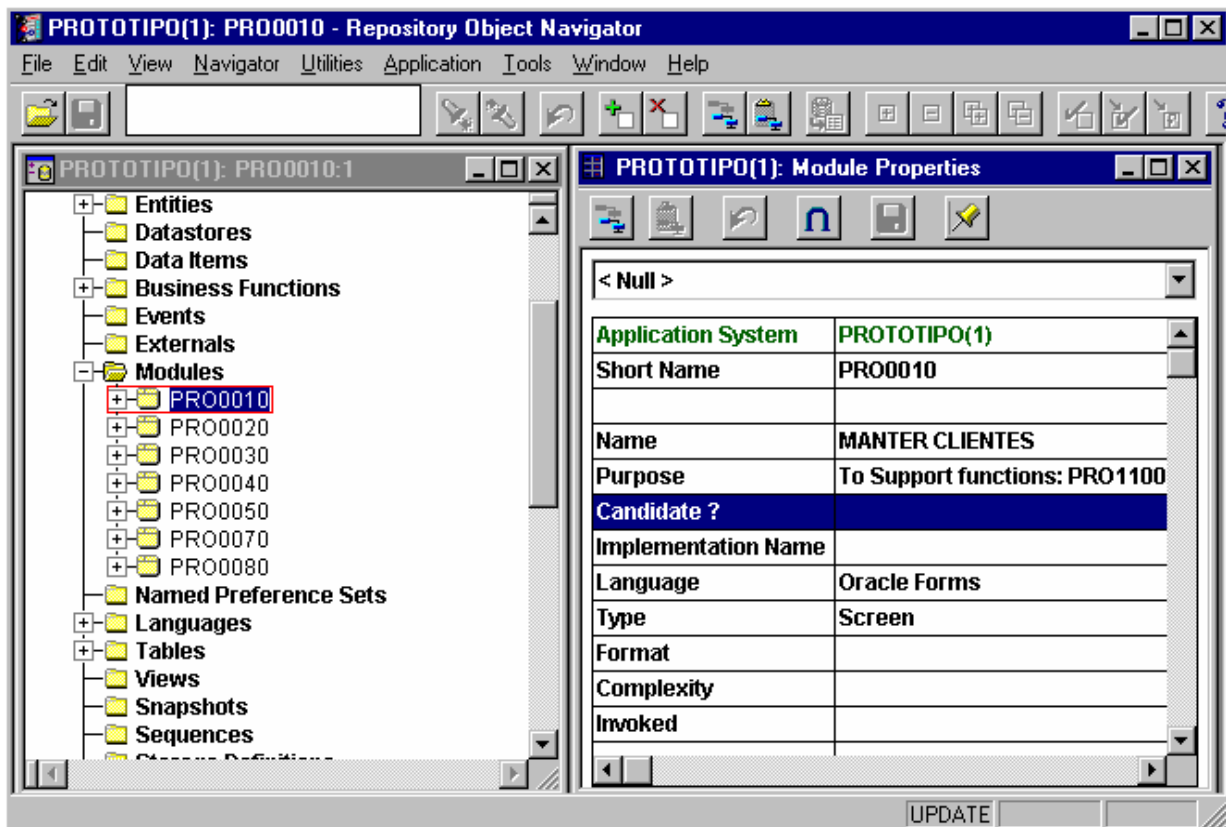 PROTOTIPO(1): PRO0010 - Repository Object Navigator
File Edit View Navigator Utilities Application Tools Window Help
PROTOTIPO(1): PRO0010:1
Entities
Datastores
Data Items
Business Functions
Events
Externals
Modules
PRO0010
PRO0020
PRO0030
PRO0040
PRO0050
PRO0070
PRO0080
Named Preference Sets
Languages
Tables
Views
Snapshots
Sequences
Storage Definitions
PROTOTIPO(1): Module Properties
< Null >
Application System PROTOTIPO(1)
Short Name PRO0010
Name MANTER CLIENTES
Purpose To Support functions: PRO1100
Candidate ?
Implementation Name
Language Oracle Forms
Type Screen
Format
Complexity
Invoked
UPDATE